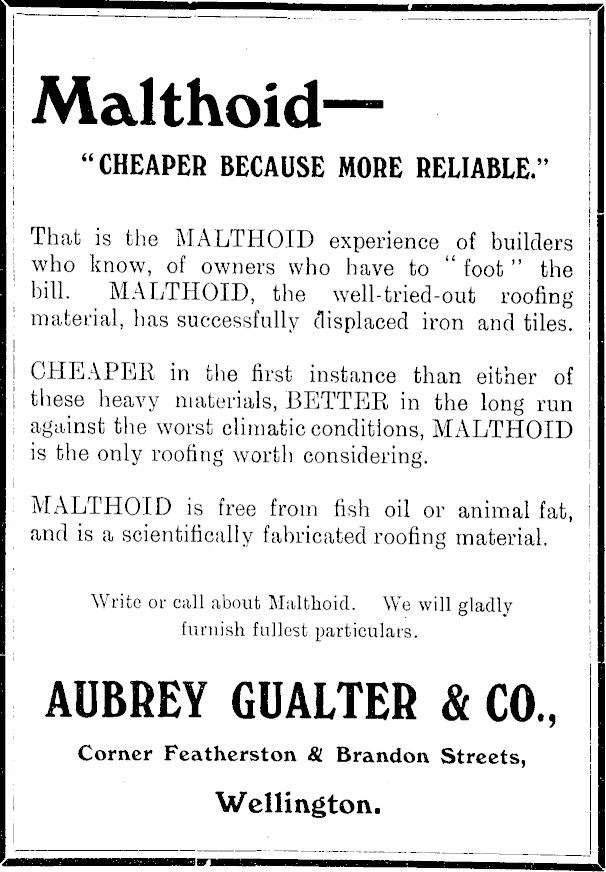 Malthoid—
“CHEAPER BECAUSE MORE RELIABLE.”
That is the MALTHOID experience of builders
who know, of owners who have to “foot” the
bill. MALTHOID, the well-tried-out roofing
material, has successfully displaced iron and tiles.
CHEAPER in the first instance than either of
these heavy materials, BETTER in the long run
against the worst climatic conditions, MALTHOID
is the only roofing worth considering.
MALTHOID is free from fish oil or animal fat,
and is a scientifically fabricated roofing material.
Write or call about Malthoid. We will gladly
furnish fullest particulars.
AUBREY GUALTER & CO.,
Corner Featherston & Brandon Streets,
Wellington.